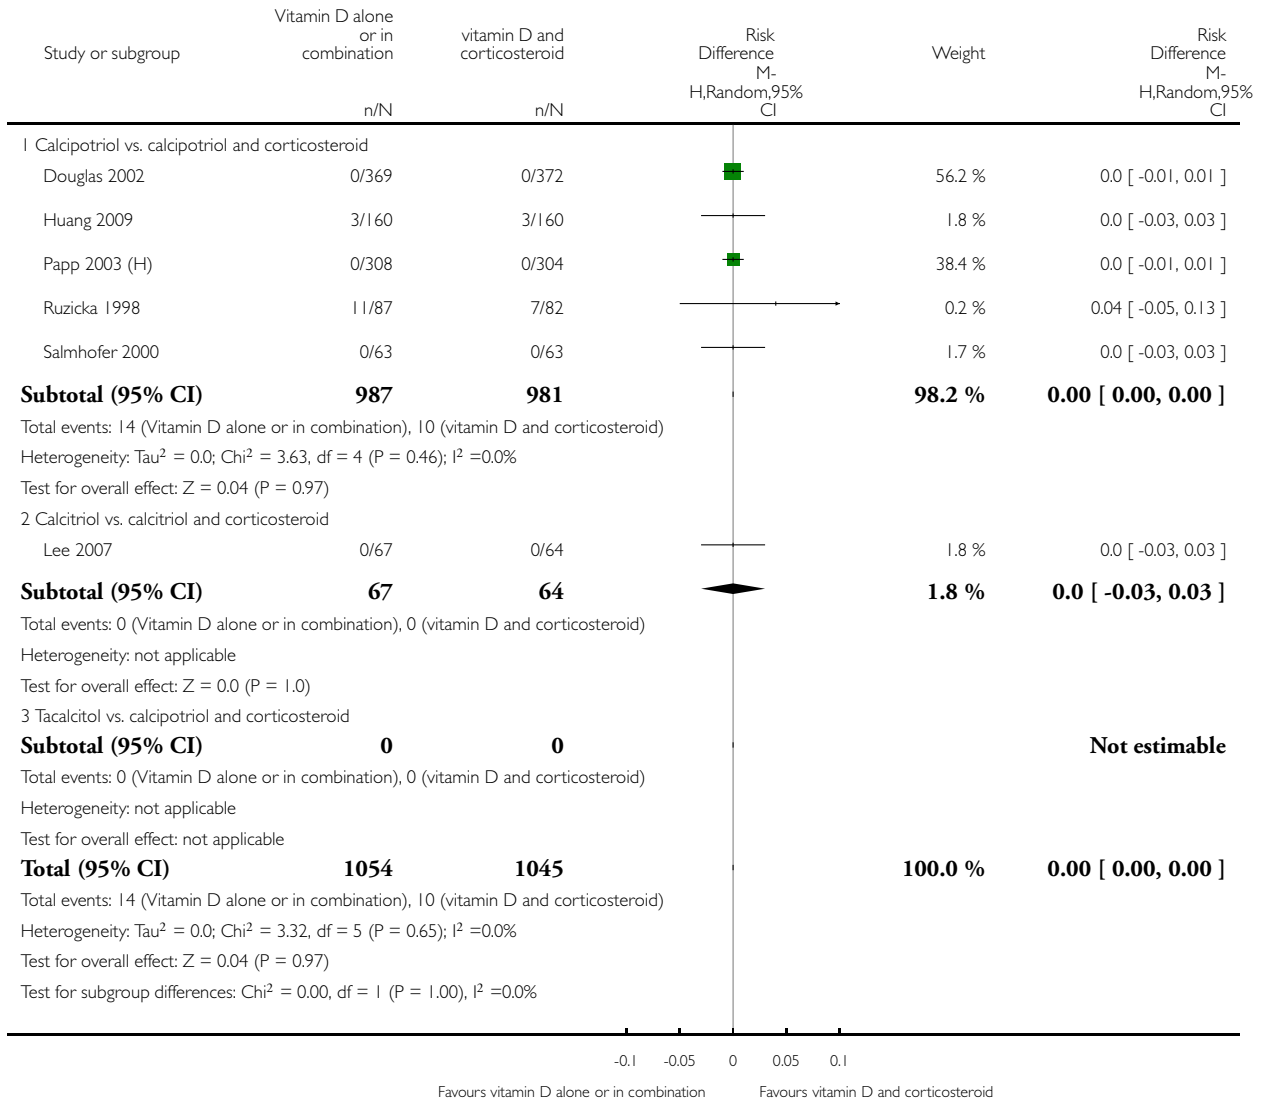 Study or subgroup
Vitamin D alone
or in
combination
vitamin D and
corticosteroid
Risk
Difference
Weight
Risk
Difference
n/N
n/N
M-
H,Random,95%
CI
M-
H,Random,95%
CI
1 Calcipotriol vs. calcipotriol and corticosteroid
Douglas 2002 0/369 0/372 56.2 % 0.0 [ -0.01, 0.01 ]
Huang 2009 3/160 3/160 1.8 % 0.0 [ -0.03, 0.03 ]
Papp 2003 (H) 0/308 0/304 38.4 % 0.0 [ -0.01, 0.01 ]
Ruzicka 1998 11/87 7/82 0.2 % 0.04 [ -0.05, 0.13 ]
Salmhofer 2000 0/63 0/63 1.7 % 0.0 [ -0.03, 0.03 ]
Subtotal (95% CI) 987 981 98.2 % 0.00 [ 0.00, 0.00 ]
Total events: 14 (Vitamin D alone or in combination), 10 (vitamin D and corticosteroid)
Heterogeneity: Tau² = 0.0; Chi² = 3.63, df = 4 (P = 0.46); I² =0.0%
Test for overall effect: Z = 0.04 (P = 0.97)
2 Calcitriol vs. calcitriol and corticosteroid
Lee 2007 0/67 0/64 1.8 % 0.0 [ -0.03, 0.03 ]
Subtotal (95% CI) 67 64 1.8 % 0.0 [ -0.03, 0.03 ]
Total events: 0 (Vitamin D alone or in combination), 0 (vitamin D and corticosteroid)
Heterogeneity: not applicable
Test for overall effect: Z = 0.0 (P = 1.0)
3 Tacalcitol vs. calcipotriol and corticosteroid
Subtotal (95% CI) 0 0 Not estimable
Total events: 0 (Vitamin D alone or in combination), 0 (vitamin D and corticosteroid)
Heterogeneity: not applicable
Test for overall effect: not applicable
Total (95% CI) 1054 1045 100.0 % 0.00 [ 0.00, 0.00 ]
Total events: 14 (Vitamin D alone or in combination), 10 (vitamin D and corticosteroid)
Heterogeneity: Tau² = 0.0; Chi² = 3.32, df = 5 (P = 0.65); I² =0.0%
Test for overall effect: Z = 0.04 (P = 0.97)
Test for subgroup differences: Chi² = 0.00, df = 1 (P = 1.00), I² =0.0%
-0.1 -0.05 0 0.05 0.1
Favours vitamin D alone or in combination Favours vitamin D and corticosteroid